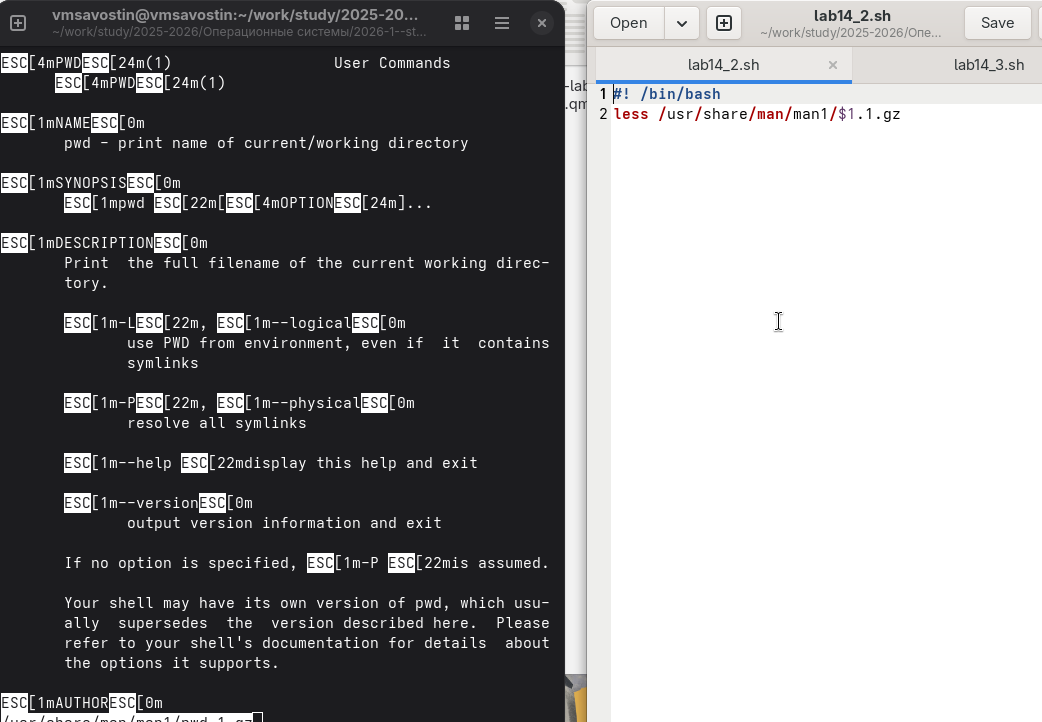 vmsavostin@vmsavostin:~/work/study/2025-20...
~/work/study/2025-2026/Операционные системы/2026-1--st...
ESC[4mPWDESC[24m(1)                  User Commands
      ESC[4mPWDESC[24m(1)

ESC[1mNAMEESC[0m
       pwd - print name of current/working directory

ESC[1mSYNOPSISESC[0m
       ESC[1mpwd ESC[22m[ESC[4mOPTIONESC[24m]...

ESC[1mDESCRIPTIONESC[0m
       Print  the full filename of the current working direc-
       tory.

       ESC[1m-LESC[22m, ESC[1m--logicalESC[0m
              use PWD from environment, even if  it  contains
              symlinks

       ESC[1m-PESC[22m, ESC[1m--physicalESC[0m
              resolve all symlinks

       ESC[1m--help ESC[22mdisplay this help and exit

       ESC[1m--versionESC[0m
              output version information and exit

       If no option is specified, ESC[1m-P ESC[22mis assumed.

       Your shell may have its own version of pwd, which usu-
       ally  supersedes  the  version described here.  Please
       refer to your shell's documentation for details  about
       the options it supports.

ESC[1mAUTHORESC[0m
/usr/share/man/man1/pwd.1.gz
-lab
.qm
Open
lab14_2.sh
~/work/study/2025-2026/Опе...
Save
lab14_2.sh
lab14_3.sh
1 #! /bin/bash
2 less /usr/share/man/man1/$1.1.gz